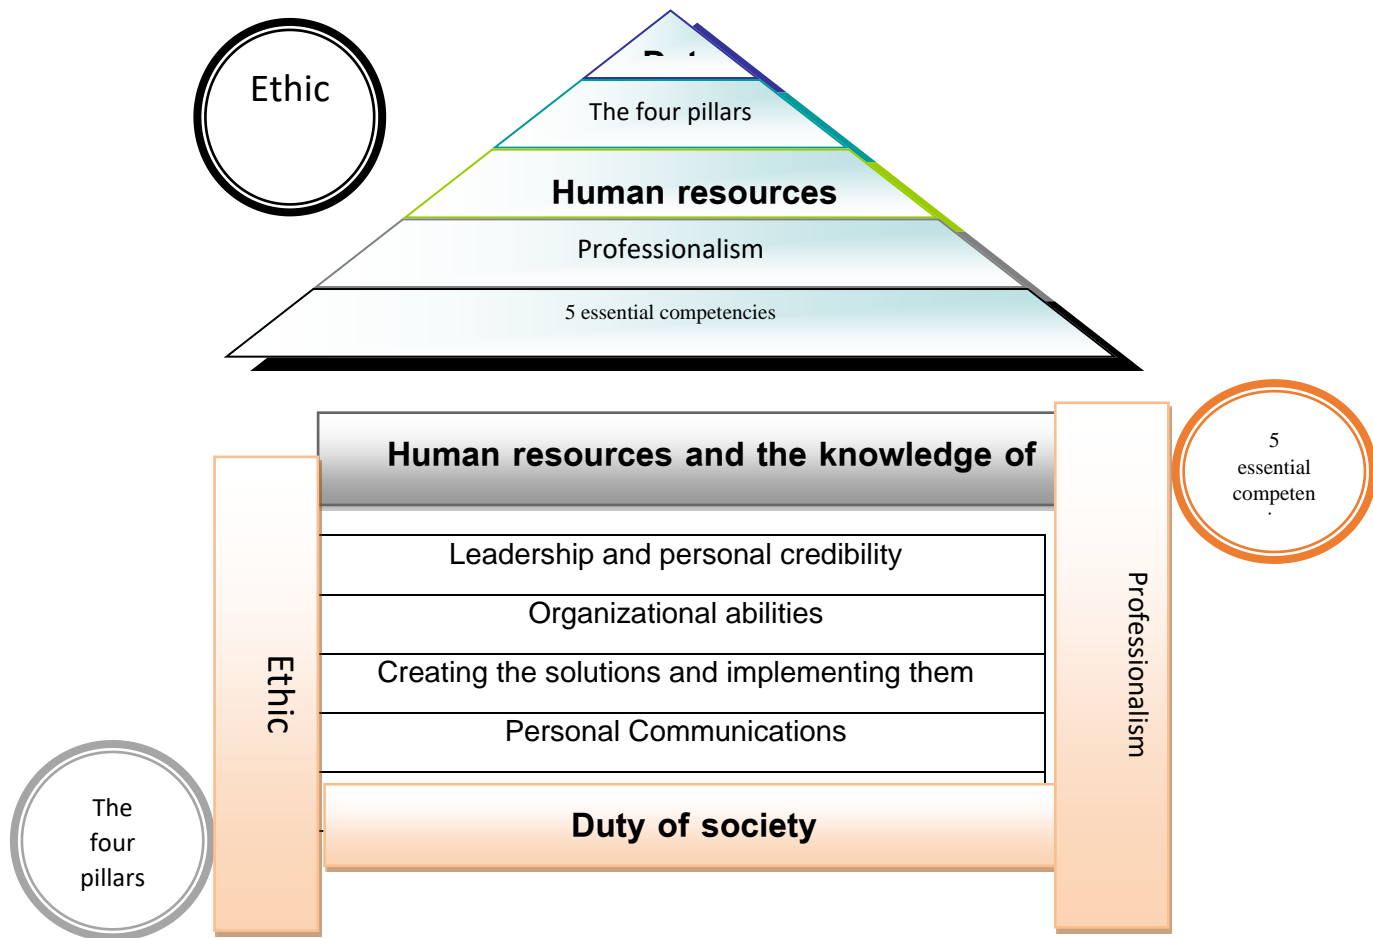 Ethic
The four pillars
Human resources
Professionalism
5 essential competencies
Human resources and the knowledge of
5
essential
competen
Leadership and personal credibility
Organizational abilities
Creating the solutions and implementing them
Personal Communications
Ethic
Professionalism
Duty of society
The
four
pillars